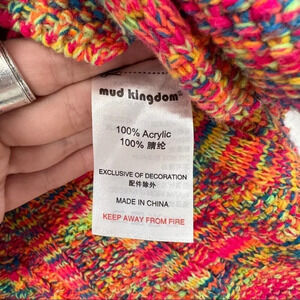 mud kingdom®
100% Acrylic
100% 腈纶
EXCLUSIVE OF DECORATION
配件除外
MADE IN CHINA
KEEP AWAY FROM FIRE